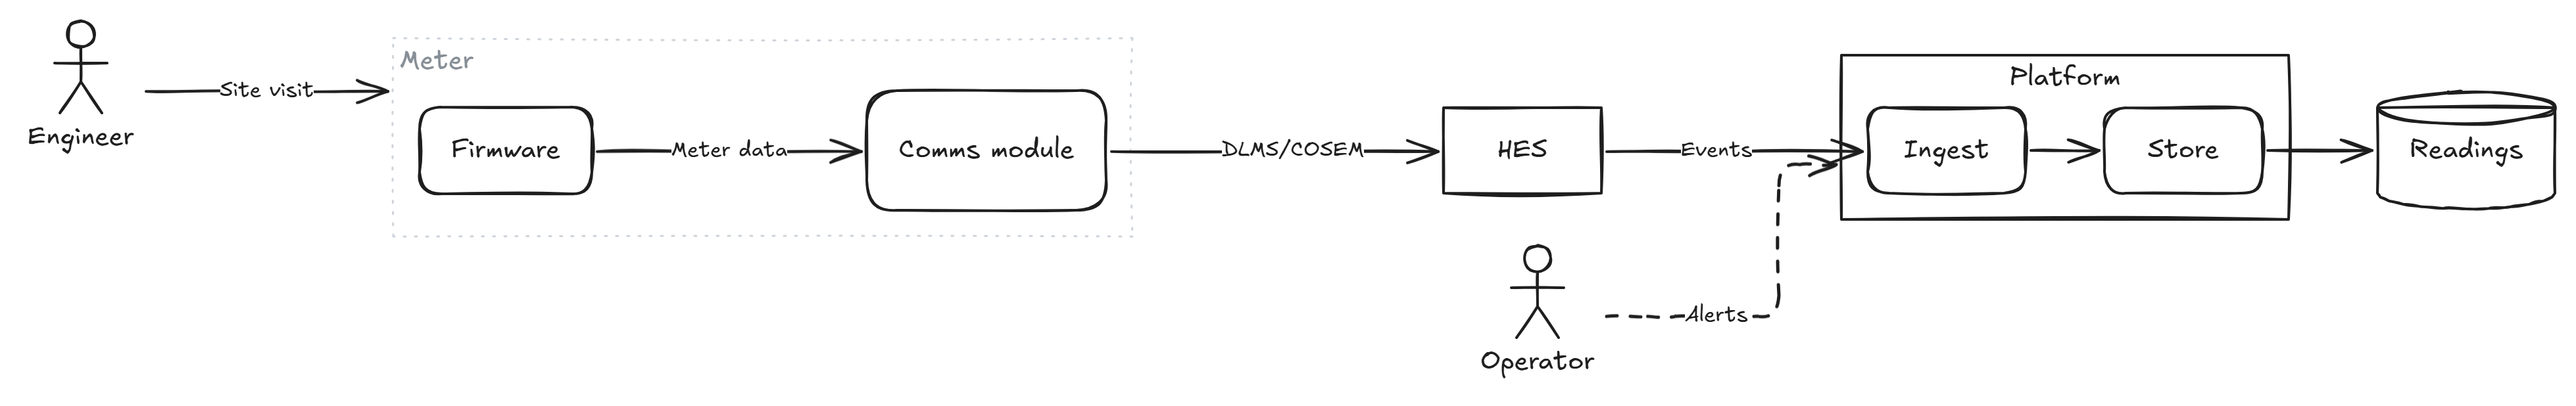 Engineer
Site visit
Meter
Firmware
Meter data
Comms module
DLMS/COSEM
HES
Events
Platform
Ingest
Store
Readings
Operator
Alerts